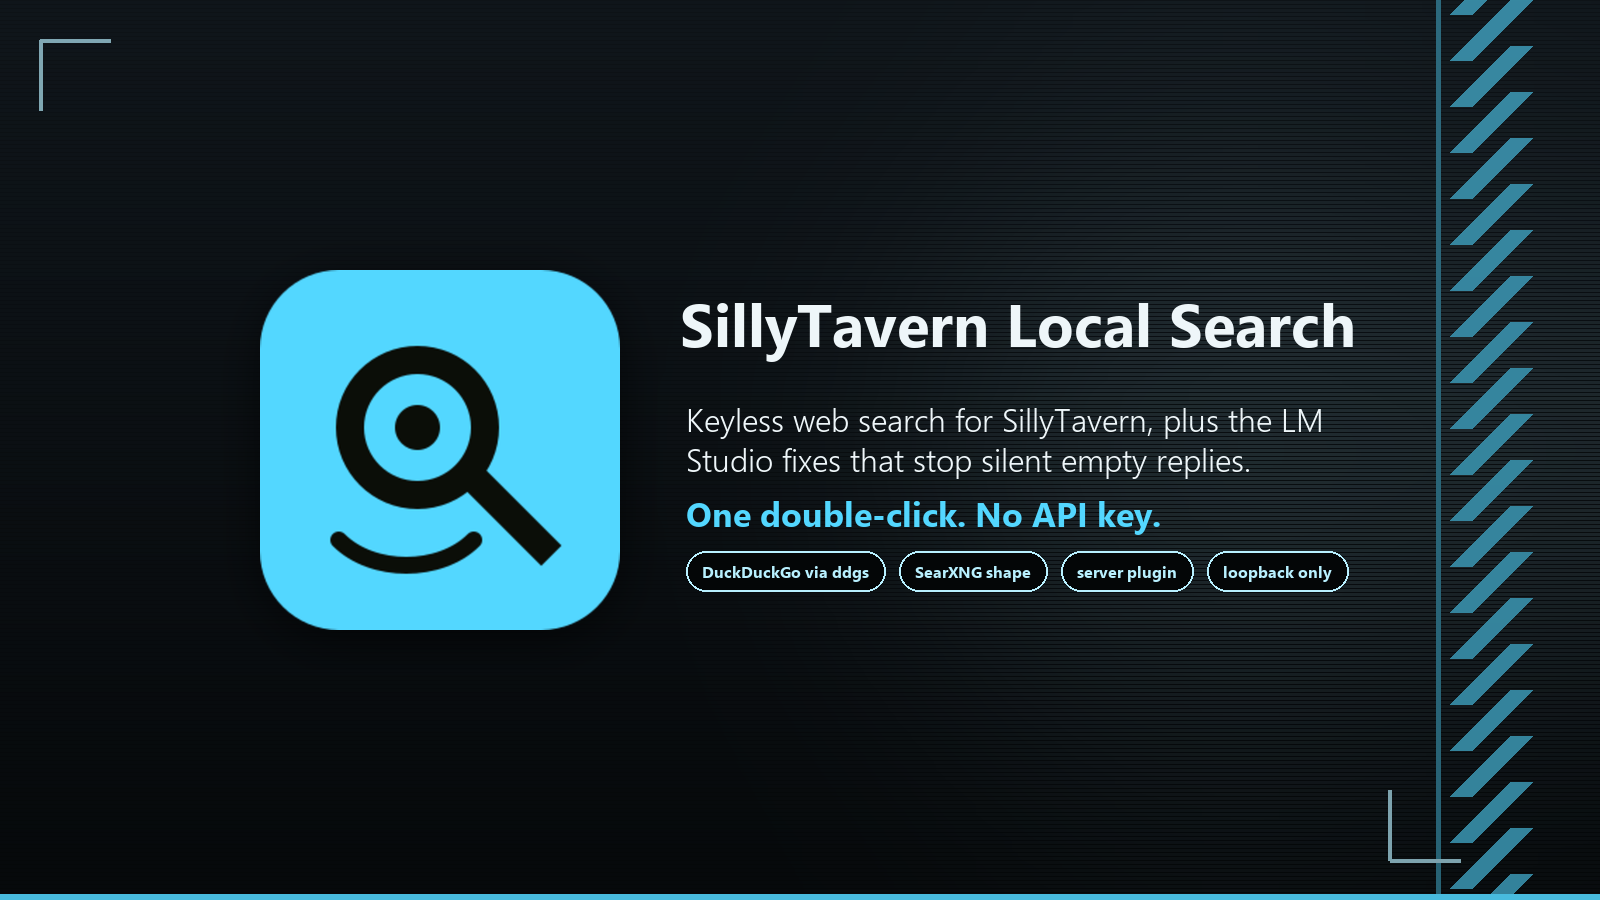 SillyTavern Local Search
Keyless web search for SillyTavern, plus the LM
Studio fixes that stop silent empty replies.
One double-click. No API key.
DuckDuckGo via ddgs
SearXNG shape
server plugin
loopback only